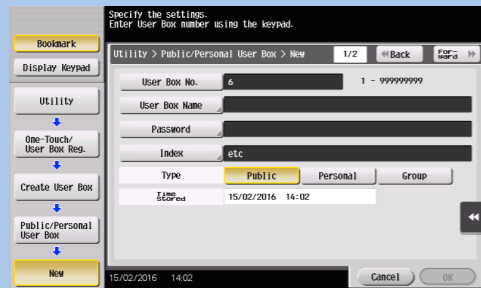 Specify the settings.
Enter User Box number using the keypad.
Bookmark
Display Keypad
Utility
One-Touch/
User Box Reg.
Create User Box
Public/Personal
User Box
New
Utility > Public/Personal User Box > New
1/2
Back
For-
ward
User Box No.
6
1 - 999999999
User Box Name
Password
Index
etc
Type
Public
Personal
Group
Time
Stored
15/02/2016 14:02
15/02/2016 14:02
Cancel
OK